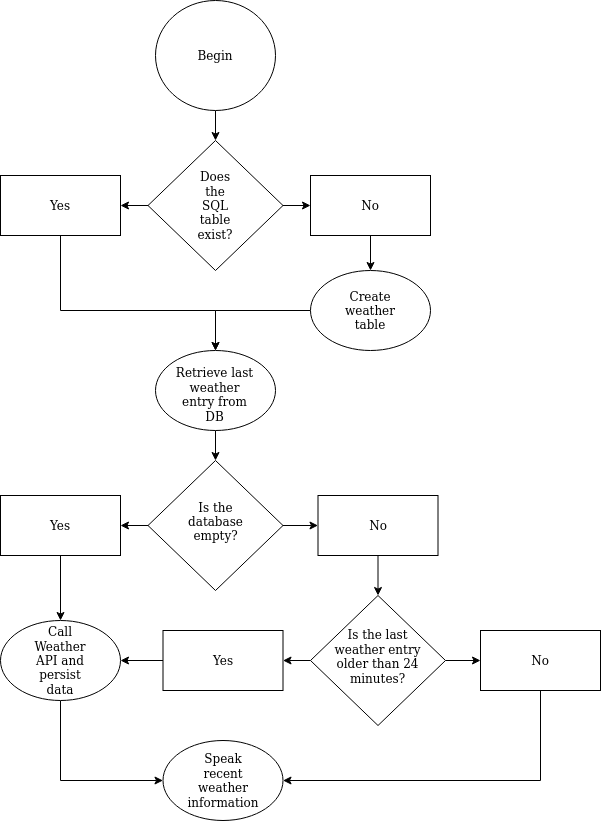 Begin
Does
the
SQL
table
exist?
Yes
No
Create
weather
table
Retrieve last
weather
entry from
DB
Is the
database
empty?
Yes
No
Call
Weather
API and
persist
data
Yes
Is the last
weather entry
older than 24
minutes?
No
Speak
recent
weather
information